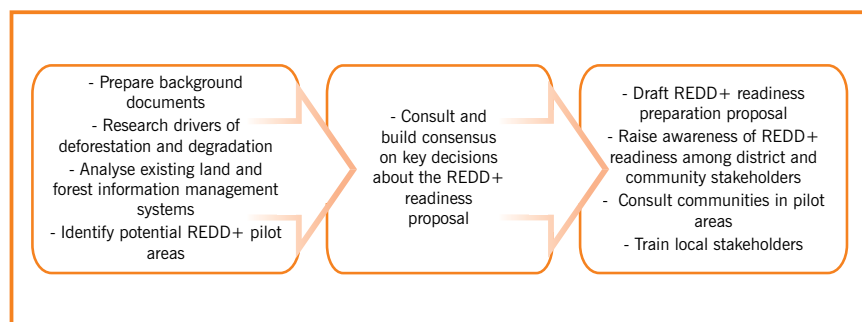 - Prepare background
documents
- Research drivers of
deforestation and degradation
- Analyse existing land and
forest information management
systems
- Identify potential REDD+ pilot
areas
- Consult and
build consensus
on key decisions
about the REDD+
readiness
proposal
- Draft REDD+ readiness
preparation proposal
- Raise awareness of REDD+
readiness among district and
community stakeholders
- Consult communities in pilot
areas
- Train local stakeholders